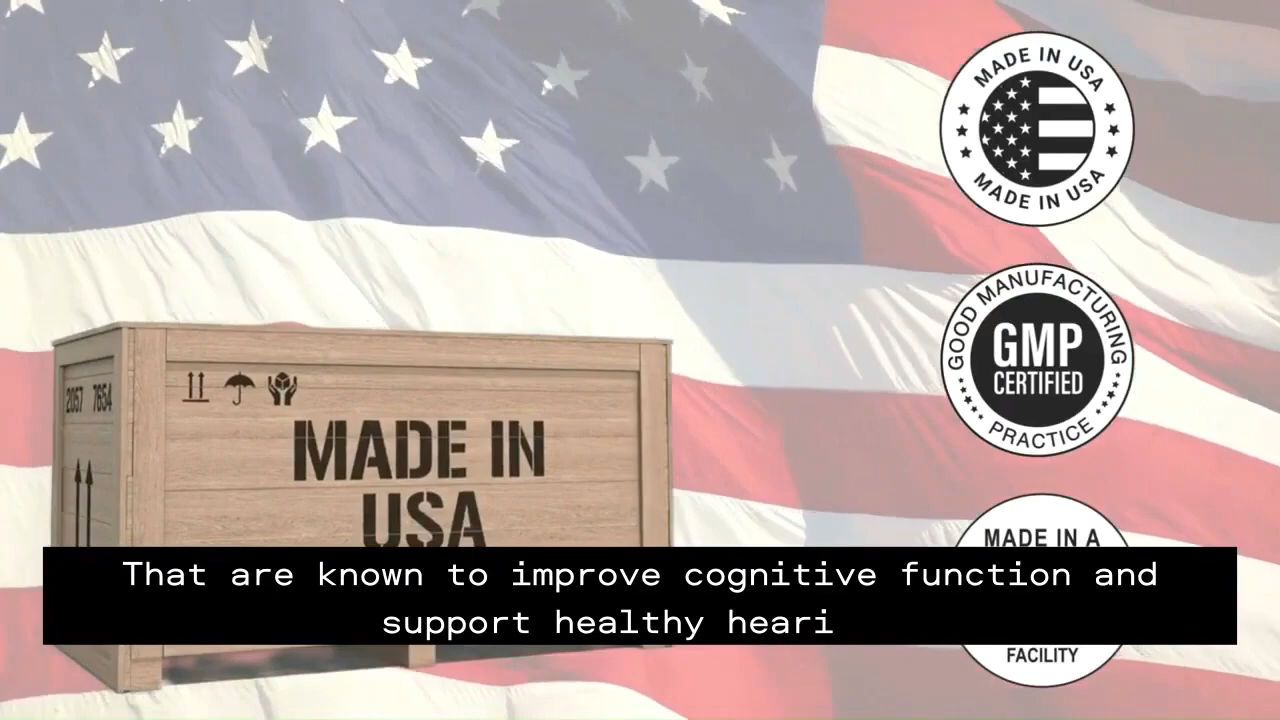 MADE IN USA
MADE IN USA
GOOD MANUFACTURING
GMP
CERTIFIED
PRACTICE
2057 7654
MADE IN
USA
MADE IN A
That are known to improve cognitive function and
support healthy heari
FACILITY